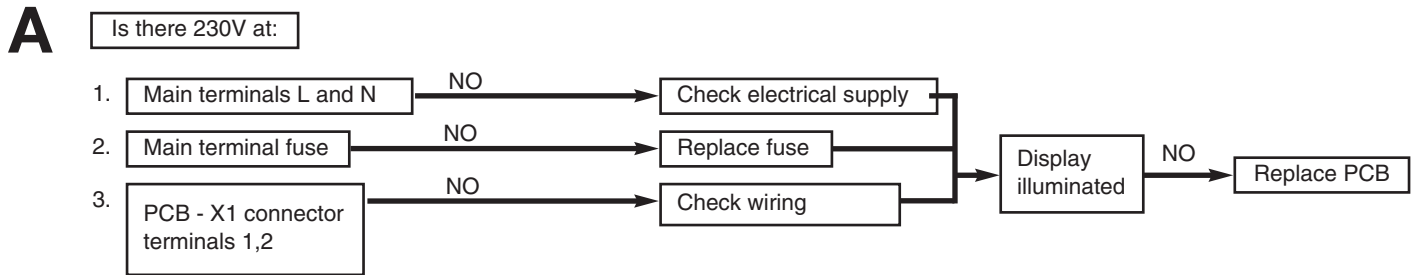 A
Is there 230V at:
1. Main terminals L and N
NO
Check electrical supply
2. Main terminal fuse
NO
Replace fuse
3. PCB - X1 connector
terminals 1,2
NO
Check wiring
Display
illuminated
NO
Replace PCB